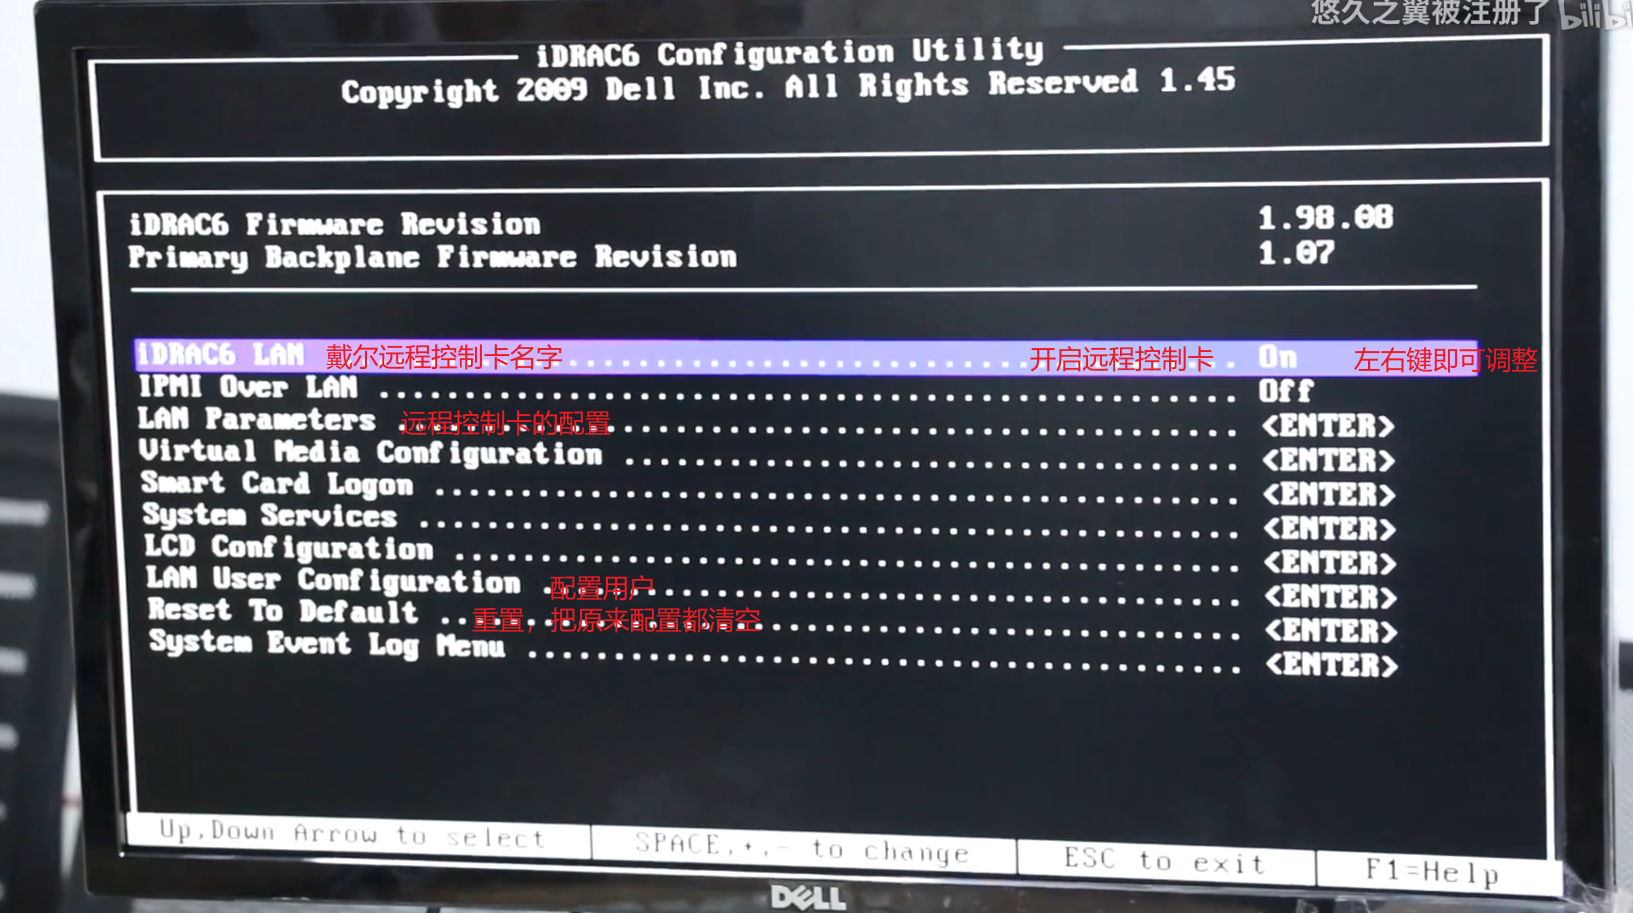 悠久之翼被注册了 bilibi
iDRAC6 Configuration Utility
Copyright 2009 Dell Inc. All Rights Reserved 1.45
iDRAC6 Firmware Revision 1.98.08
Primary Backplane Firmware Revision 1.07
iDRAC6 LAN 戴尔远程控制卡名字 ........................ 开启远程控制卡 . On 左右键即可调整
IPMI Over LAN .................................................. Off
LAN Parameters 远程控制卡的配置 ..................................... <ENTER>
Virtual Media Configuration .................................... <ENTER>
Smart Card Logon ............................................... <ENTER>
System Services ................................................ <ENTER>
LCD Configuration .............................................. <ENTER>
LAN User Configuration 配置用户 .................................. <ENTER>
Reset To Default .. 重置，把原来配置都清空 ............................ <ENTER>
System Event Log Menu .......................................... <ENTER>
Up,Down Arrow to select SPACE,+,- to change ESC to exit F1=Help
DELL